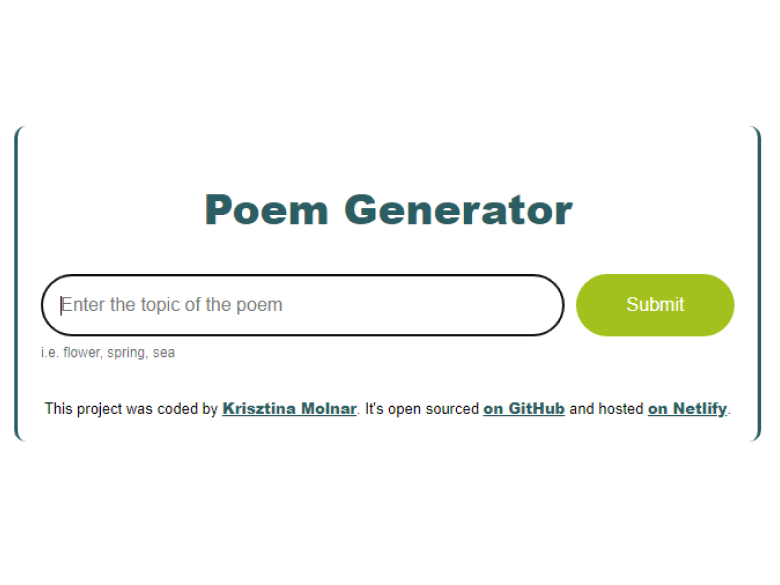 Poem Generator
Enter the topic of the poem
Submit
i.e. flower, spring, sea
This project was coded by Krisztina Molnar. It's open sourced on GitHub and hosted on Netlify.